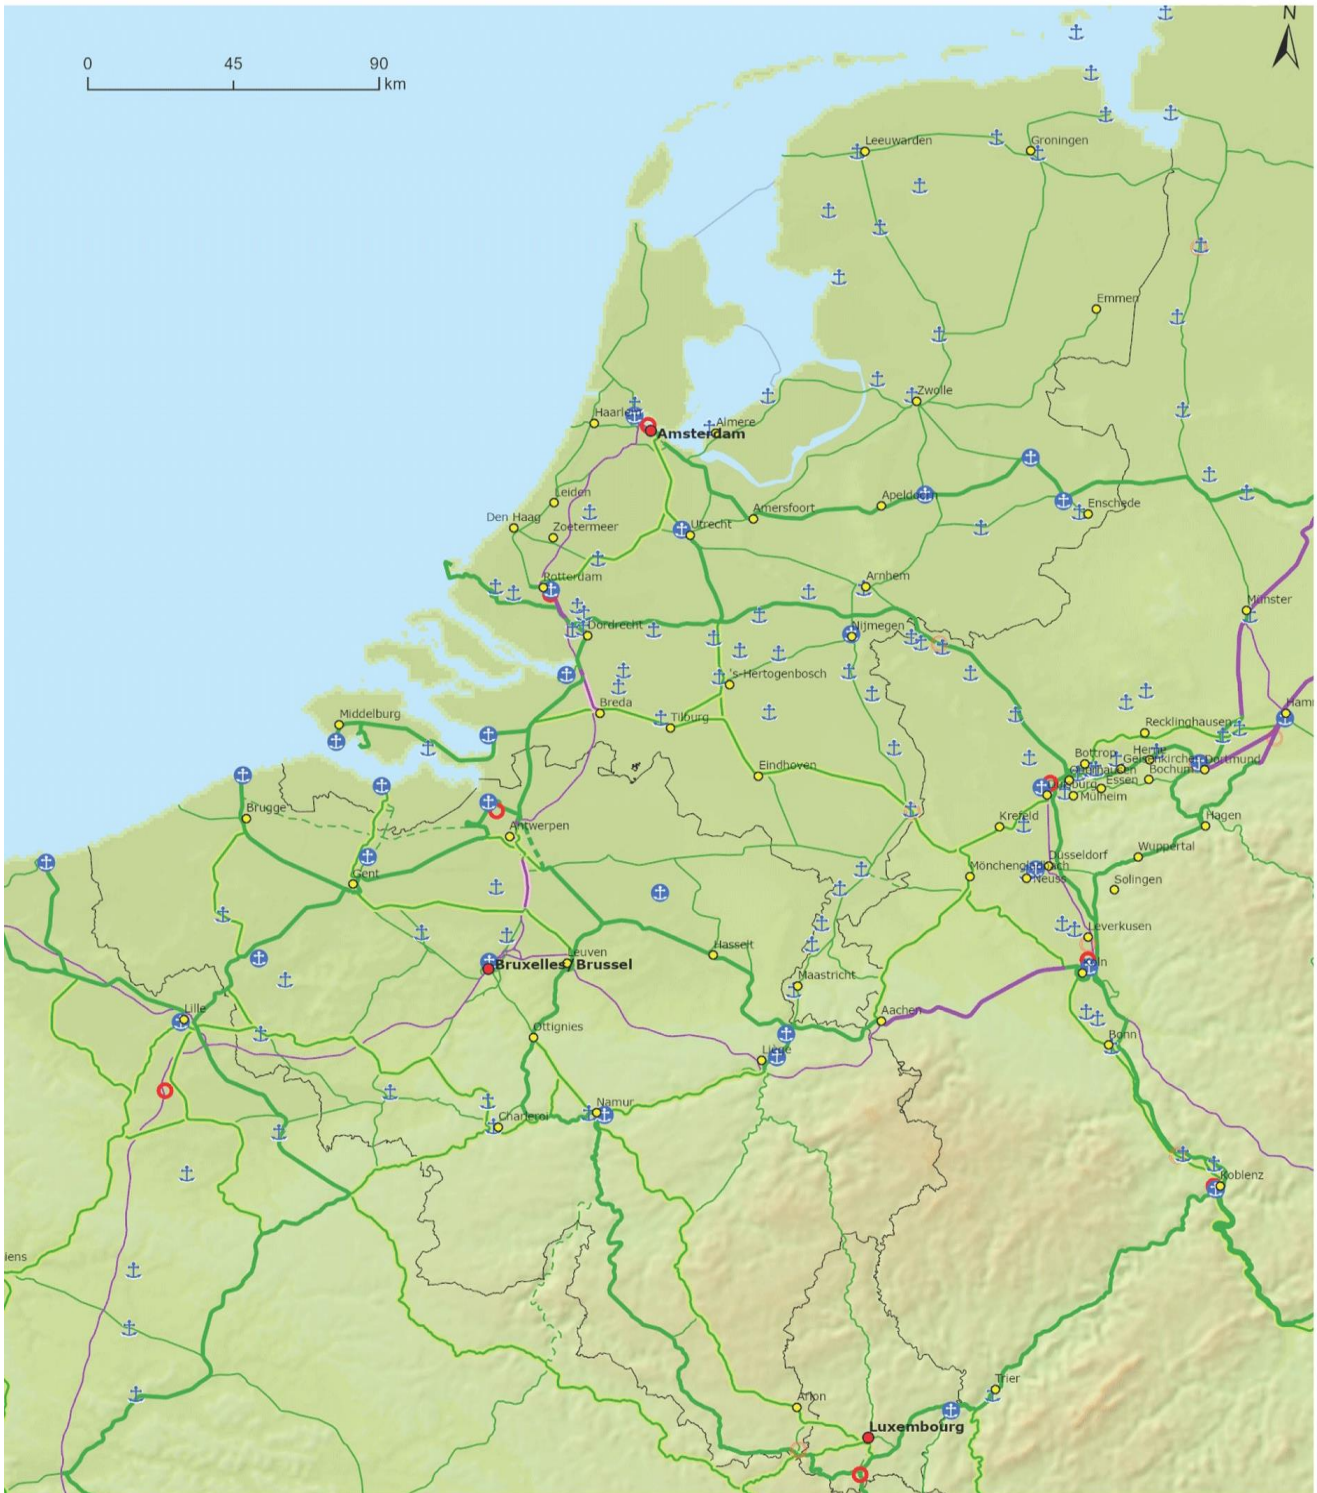 N
0 45 90
km
Leeuwarden
Groningen
Emmen
Zwolle
Almere
Amsterdam
Leiden
Apeldoorn
Amersfoort
Enschede
Den Haag
Zoetermeer
Utrecht
Rotterdam
Arnhem
Münster
Dordrecht
Nijmegen
's-Hertogenbosch
Breda
Middelburg
Tilburg
Recklinghausen
Eindhoven
Bottrop
Dortmund
Essen
Bochum
Mülheim
Brugge
Antwerpen
Krefeld
Hagen
Wuppertal
Düsseldorf
Gent
Mönchengladbach
Neuss
Solingen
Leverkusen
Hasselt
Leuven
Bruxelles/ Brussel
Maastricht
Lille
Aachen
Ottignies
Bonn
Liège
Namur
Charleroi
Koblenz
iens
Trier
Arlon
Luxembourg